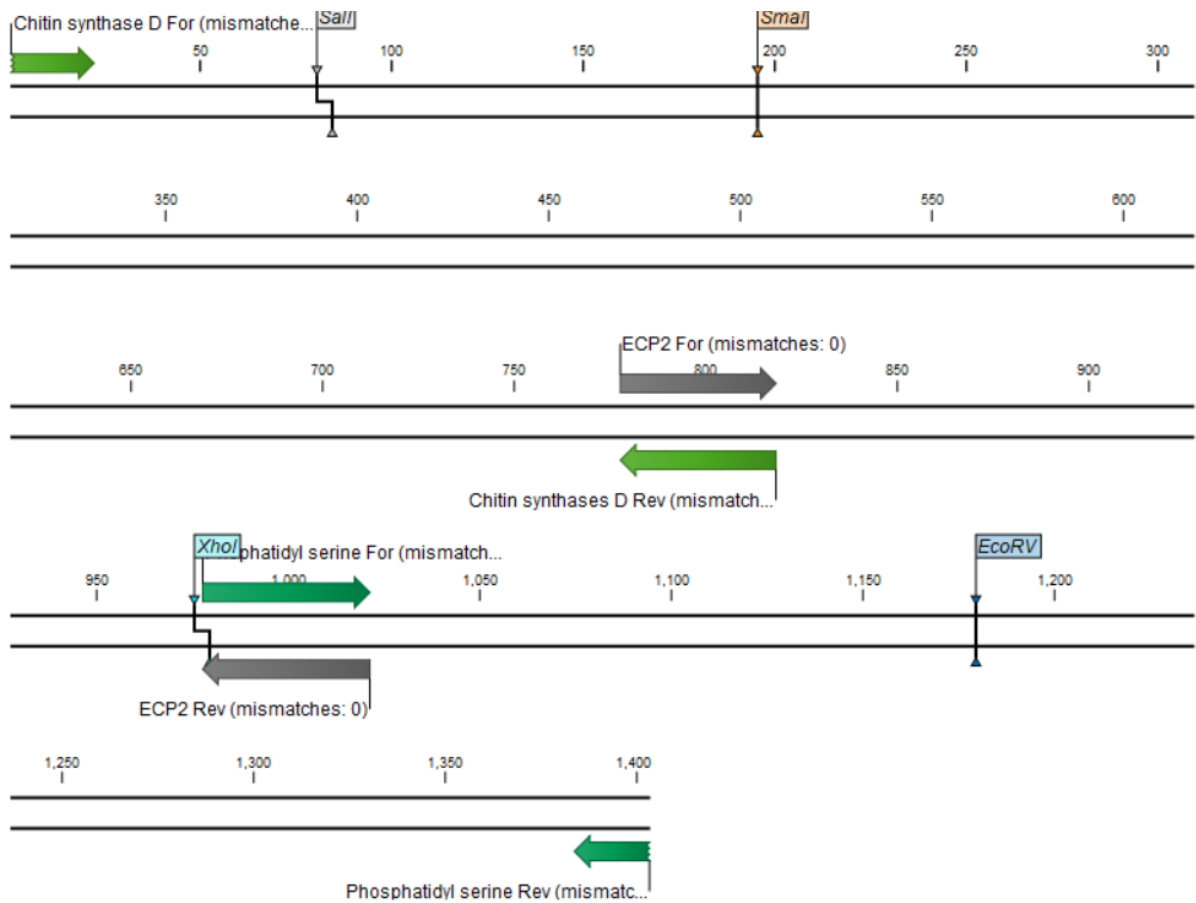 Chitin synthase D For (mismatche... SalI SmaI
50 100 150 200 250 300
350 400 450 500 550 600
ECP2 For (mismatches: 0)
650 700 750 800 850 900
Chitin synthases D Rev (mismatch...
XhoI phatidyl serine For (mismatch... EcoRV
950 1,000 1,050 1,100 1,150 1,200
ECP2 Rev (mismatches: 0)
1,250 1,300 1,350 1,400
Phosphatidyl serine Rev (mismatc...